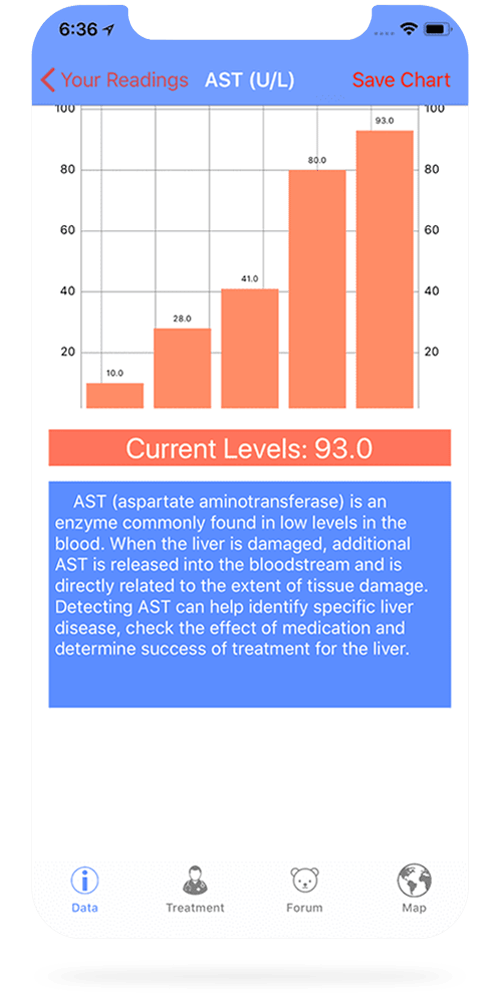 6:36
Your Readings AST (U/L) Save Chart
100 100
93.0
80 80.0 80
60 60
41.0
40 40
28.0
20 20
10.0
Current Levels: 93.0
AST (aspartate aminotransferase) is an
enzyme commonly found in low levels in the
blood. When the liver is damaged, additional
AST is released into the bloodstream and is
directly related to the extent of tissue damage.
Detecting AST can help identify specific liver
disease, check the effect of medication and
determine success of treatment for the liver.
Data Treatment Forum Map